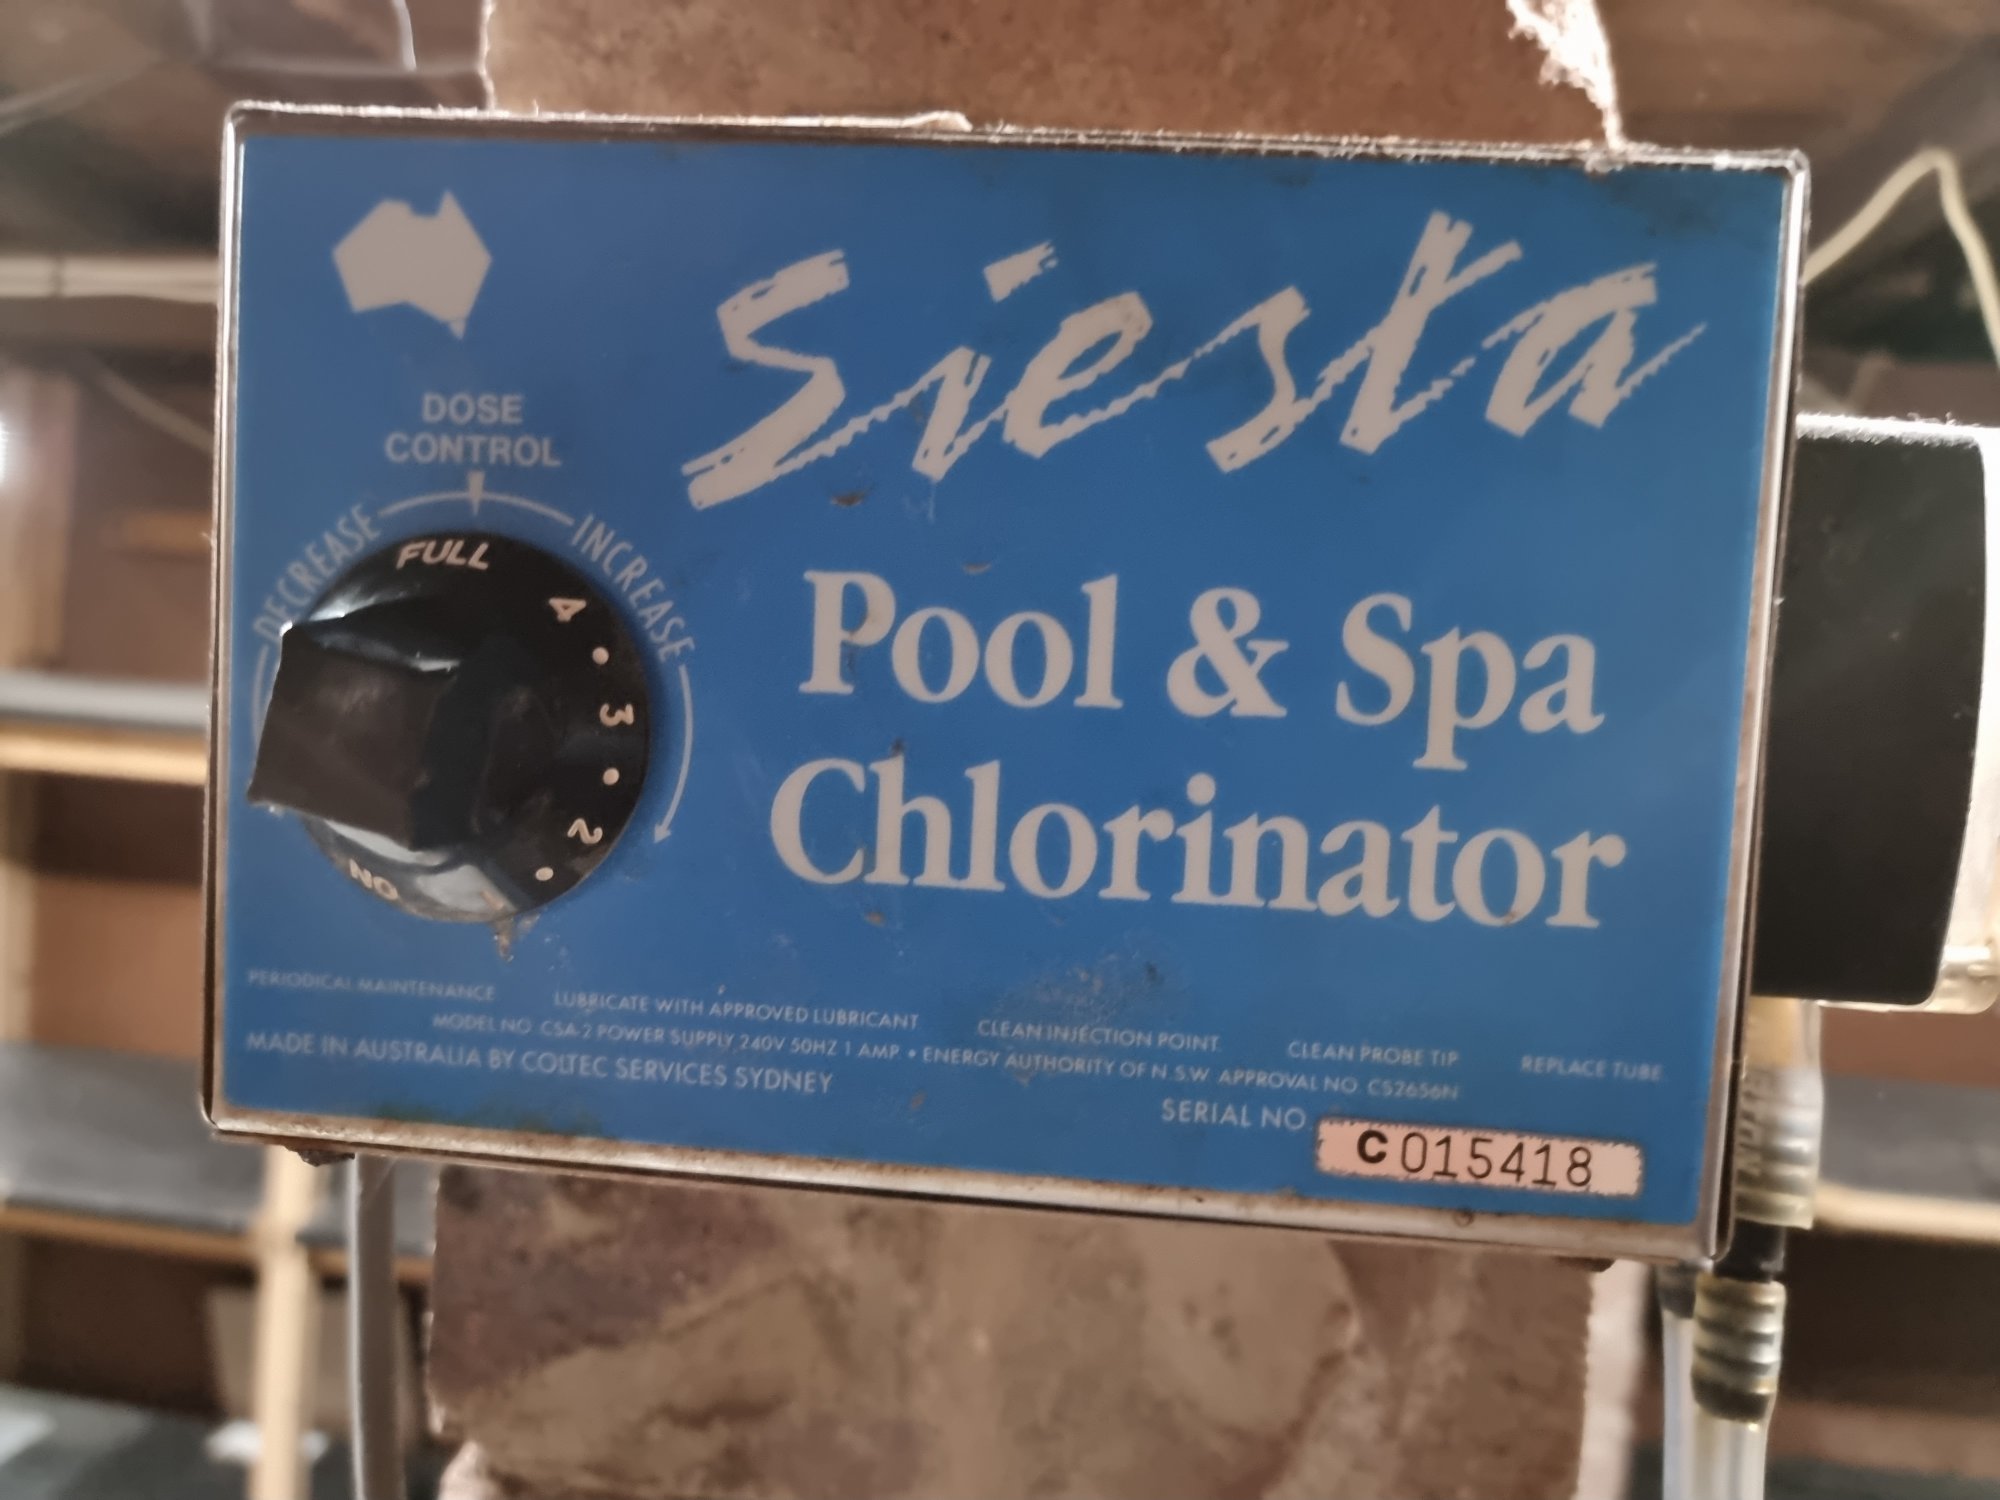 Siesta
DOSE
CONTROL
DECREASE
INCREASE
FULL
4
3
2
NO
Pool & Spa
Chlorinator
PERIODICAL MAINTENANCE LUBRICATE WITH APPROVED LUBRICANT CLEAN INJECTION POINT CLEAN PROBE TIP REPLACE TUBE
MODEL NO. CSA-2 POWER SUPPLY 240V 50HZ 1 AMP • ENERGY AUTHORITY OF N.S.W. APPROVAL NO. CS2656N
MADE IN AUSTRALIA BY COLTEC SERVICES SYDNEY
SERIAL NO. C015418